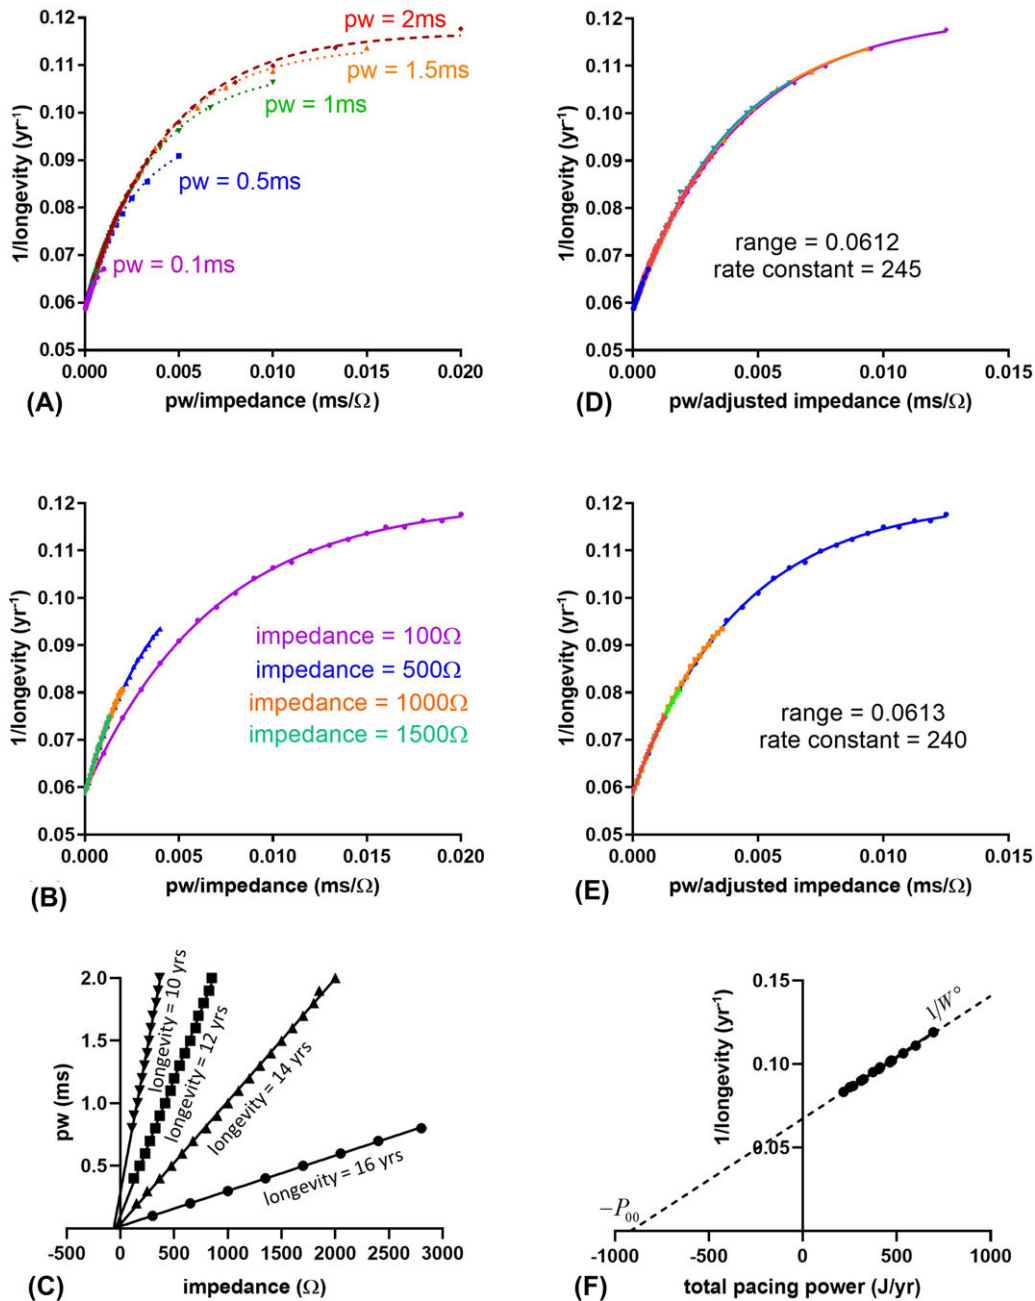 0.12
0.11
0.10
0.09
0.08
0.07
0.06
0.05
1/longevity (yr⁻¹)
pw = 2ms
pw = 1.5ms
pw = 1ms
pw = 0.5ms
pw = 0.1ms
0.000 0.005 0.010 0.015 0.020
(A) pw/impedance (ms/Ω)
0.12
0.11
0.10
0.09
0.08
0.07
0.06
0.05
1/longevity (yr⁻¹)
range = 0.0612
rate constant = 245
0.000 0.005 0.010 0.015
(D) pw/adjusted impedance (ms/Ω)
0.12
0.11
0.10
0.09
0.08
0.07
0.06
0.05
1/longevity (yr⁻¹)
impedance = 100Ω
impedance = 500Ω
impedance = 1000Ω
impedance = 1500Ω
0.000 0.005 0.010 0.015 0.020
(B) pw/impedance (ms/Ω)
0.12
0.11
0.10
0.09
0.08
0.07
0.06
0.05
1/longevity (yr⁻¹)
range = 0.0613
rate constant = 240
0.000 0.005 0.010 0.015
(E) pw/adjusted impedance (ms/Ω)
2.0
1.5
1.0
0.5
pw (ms)
longevity = 10 yrs
longevity = 12 yrs
longevity = 14 yrs
longevity = 16 yrs
-500 0 500 1000 1500 2000 2500 3000
(C) impedance (Ω)
0.15
0.10
0.05
1/longevity (yr⁻¹)
1/W°
−P₀₀
-1000 -500 0 500 1000
(F) total pacing power (J/yr)